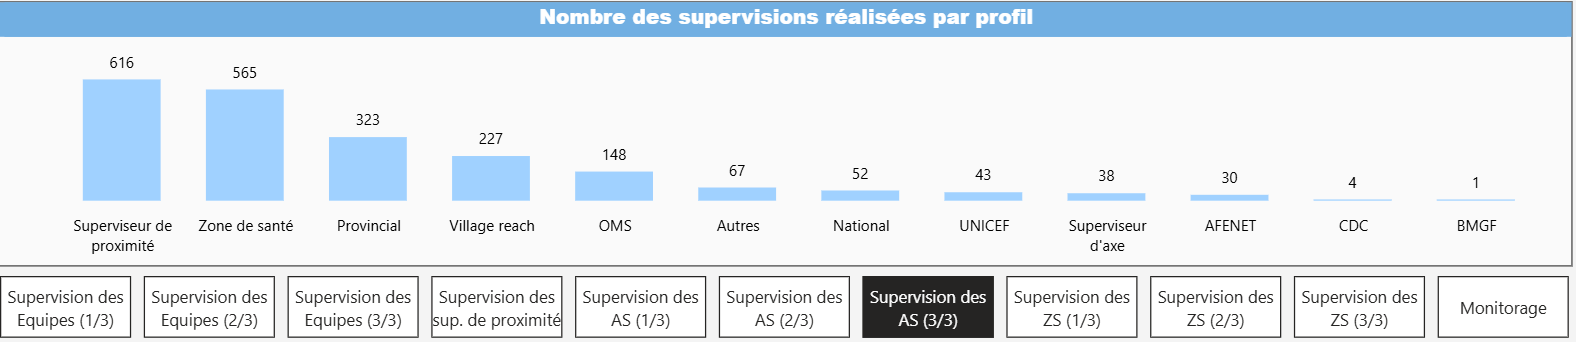 Nombre des supervisions réalisées par profil
616
565
323
227
148
67
52
43
38
30
4
1
Superviseur de
proximité
Zone de santé
Provincial
Village reach
OMS
Autres
National
UNICEF
Superviseur
d'axe
AFENET
CDC
BMGF
Supervision des
Equipes (1/3)
Supervision des
Equipes (2/3)
Supervision des
Equipes (3/3)
Supervision des
sup. de proximité
Supervision des
AS (1/3)
Supervision des
AS (2/3)
Supervision des
AS (3/3)
Supervision des
ZS (1/3)
Supervision des
ZS (2/3)
Supervision des
ZS (3/3)
Monitorage